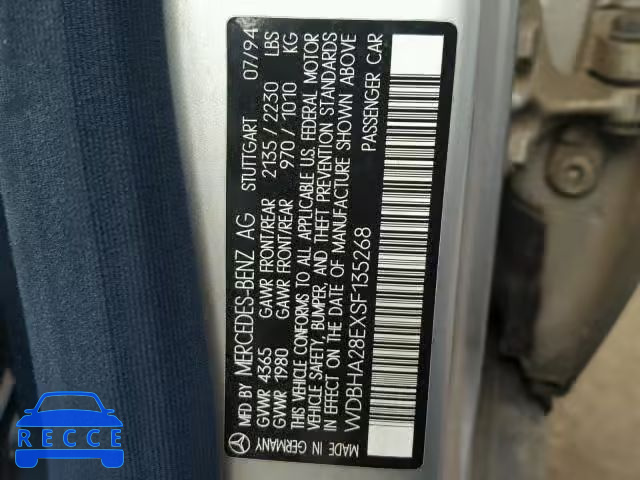 MFD. BY MERCEDES-BENZ AG STUTTGART 07/94
GVWR 4365 GAWR FRONT/REAR 2135 / 2230 LBS
GVWR 1980 GAWR FRONT/REAR 970 / 1010 KG
THIS VEHICLE CONFORMS TO ALL APPLICABLE U.S. FEDERAL MOTOR
VEHICLE SAFETY, BUMPER, AND THEFT PREVENTION STANDARDS
IN EFFECT ON THE DATE OF MANUFACTURE SHOWN ABOVE
MADE IN GERMANY WDBHA28EXSF135268 PASSENGER CAR
RECCE